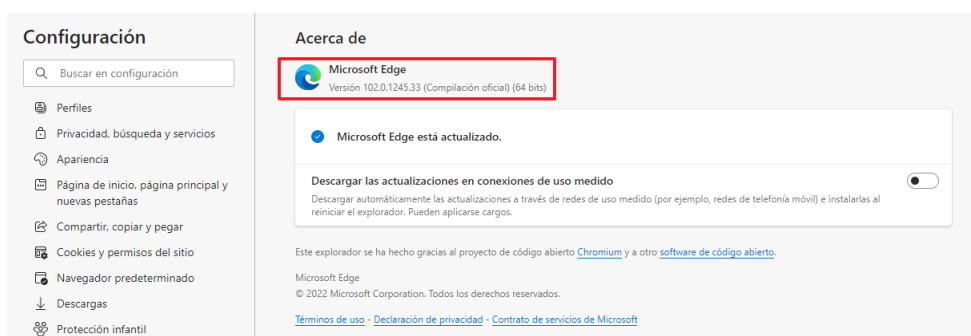 Configuración
Buscar en configuración
Perfiles
Privacidad, búsqueda y servicios
Apariencia
Página de inicio, página principal y
nuevas pestañas
Compartir, copiar y pegar
Cookies y permisos del sitio
Navegador predeterminado
Descargas
Protección infantil
Acerca de
Microsoft Edge
Versión 102.0.1245.33 (Compilación oficial) (64 bits)
Microsoft Edge está actualizado.
Descargar las actualizaciones en conexiones de uso medido
Descargar automáticamente las actualizaciones a través de redes de uso medido (por ejemplo, redes de telefonía móvil) e instalarlas al
reiniciar el explorador. Pueden aplicarse cargos.
Este explorador se ha hecho gracias al proyecto de código abierto Chromium y a otro software de código abierto.
Microsoft Edge
© 2022 Microsoft Corporation. Todos los derechos reservados.
Términos de uso - Declaración de privacidad - Contrato de servicios de Microsoft